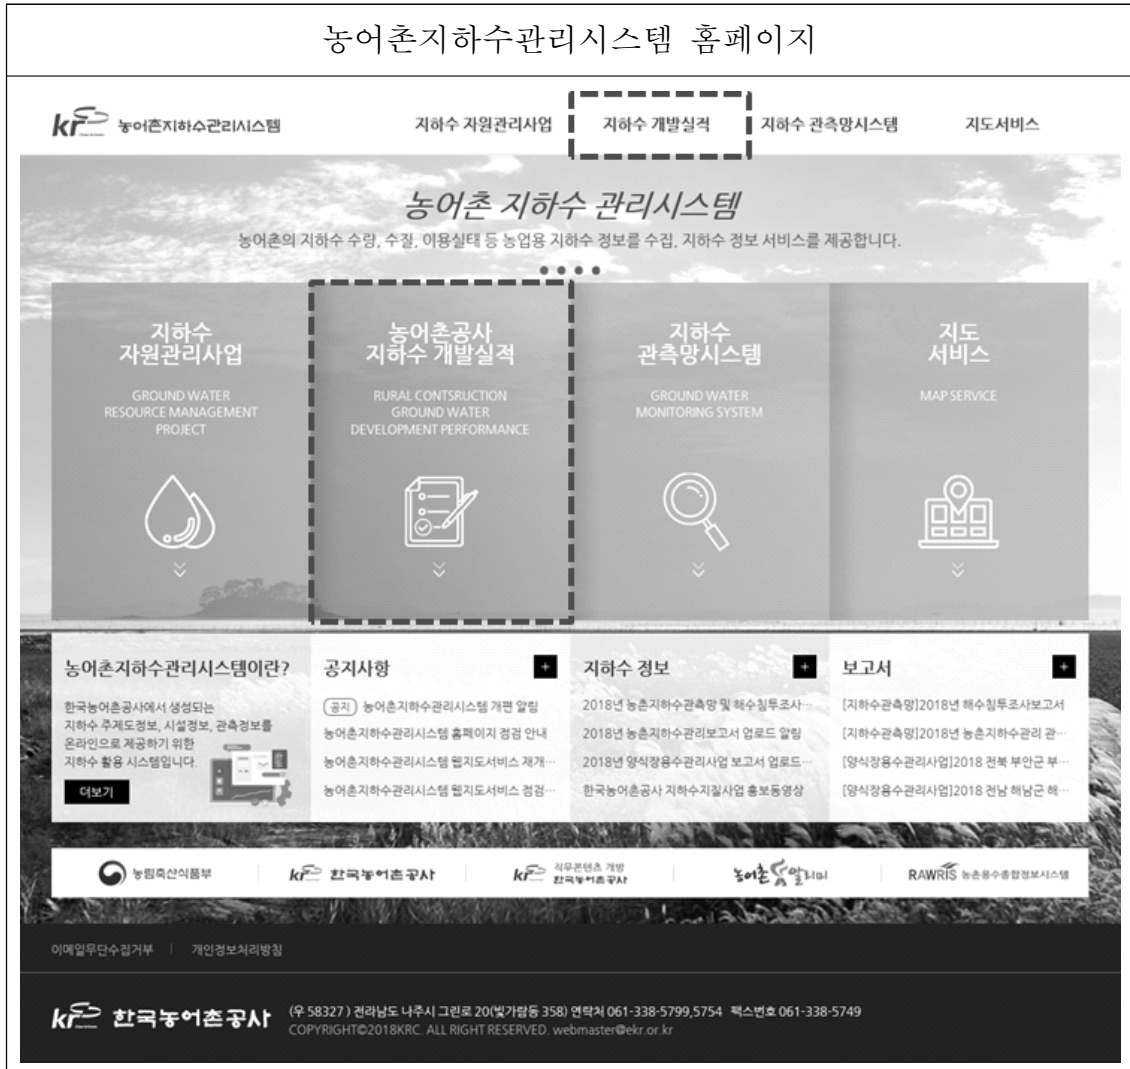 농어촌지하수관리시스템 홈페이지
kr 농어촌지하수관리시스템
지하수 자원관리사업 지하수 개발실적 지하수 관측망시스템 지도서비스
농어촌 지하수 관리시스템
농어촌의 지하수 수량, 수질, 이용실태 등 농업용 지하수 정보를 수집, 지하수 정보 서비스를 제공합니다.
지하수
자원관리사업
GROUND WATER
RESOURCE MANAGEMENT
PROJECT
농어촌공사
지하수 개발실적
RURAL CONTSRUCTION
GROUND WATER
DEVELOPMENT PERFORMANCE
지하수
관측망시스템
GROUND WATER
MONITORING SYSTEM
지도
서비스
MAP SERVICE
농어촌지하수관리시스템이란?
한국농어촌공사에서 생성되는
지하수 주제도정보, 시설정보, 관측정보를
온라인으로 제공하기 위한
지하수 활용 시스템입니다.
더보기
공지사항 +
공지 농어촌지하수관리시스템 개편 알림
농어촌지하수관리시스템 홈페이지 점검 안내
농어촌지하수관리시스템 웹지도서비스 재개…
농어촌지하수관리시스템 웹지도서비스 점검…
지하수 정보 +
2018년 농촌지하수관측망 및 해수침투조사…
2018년 농촌지하수관리보고서 업로드 알림
2018년 양식장용수관리사업 보고서 업로드…
한국농어촌공사 지하수지질사업 홍보동영상
보고서 +
[지하수관측망]2018년 해수침투조사보고서
[지하수관측망]2018년 농촌지하수관리 관…
[양식장용수관리사업]2018 전북 부안군 부…
[양식장용수관리사업]2018 전남 해남군 해…
농림축산식품부
kr 한국농어촌공사
kr 직무콘텐츠 개발
한국농어촌공사
농어촌 알리미
RAWRIS 농촌용수종합정보시스템
이메일무단수집거부 | 개인정보처리방침
kr 한국농어촌공사
(우 58327 ) 전라남도 나주시 그린로 20(빛가람동 358) 연락처 061-338-5799,5754 팩스번호 061-338-5749
COPYRIGHT©2018KRC. ALL RIGHT RESERVED. webmaster@ekr.or.kr